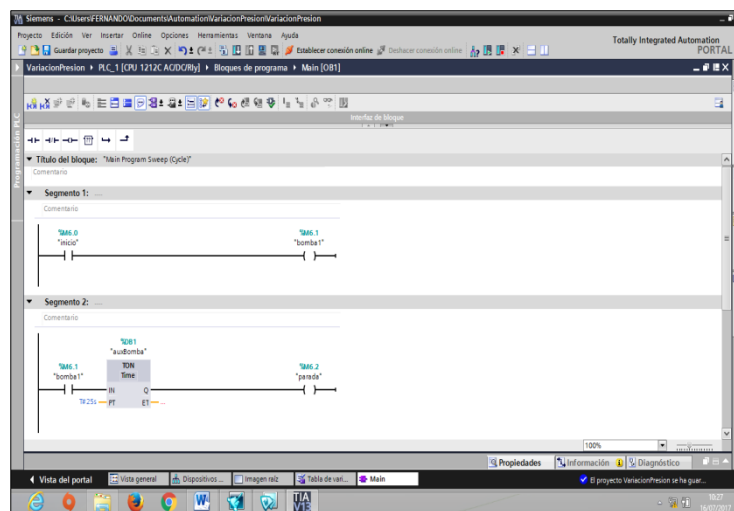 Siemens - C:\Users\FERNANDO\Documents\Automation\VariacionPresion\VariacionPresion
Proyecto Edición Ver Insertar Online Opciones Herramientas Ventana Ayuda
Guardar proyecto Establecer conexión online Deshacer conexión online
Totally Integrated Automation
PORTAL
VariacionPresion PLC_1 [CPU 1212C AC/DC/Rly] Bloques de programa Main [OB1]
Interfaz de bloque
Programación PLC
Título del bloque: "Main Program Sweep (Cycle)"
Comentario
Segmento 1: ...
Comentario
%M6.0
"inicio"
%M6.1
"bomba1"
Segmento 2: ...
Comentario
%DB1
"auxBomba"
%M6.1
"bomba1"
TON
Time
IN Q
T#25s PT ET ...
%M6.2
"parada"
100%
Propiedades Información Diagnóstico
Vista del portal Vista general Dispositivos ... Imagen raíz Tabla de vari... Main
El proyecto VariacionPresion se ha guar...
TIA
V13
10:27
16/07/2017